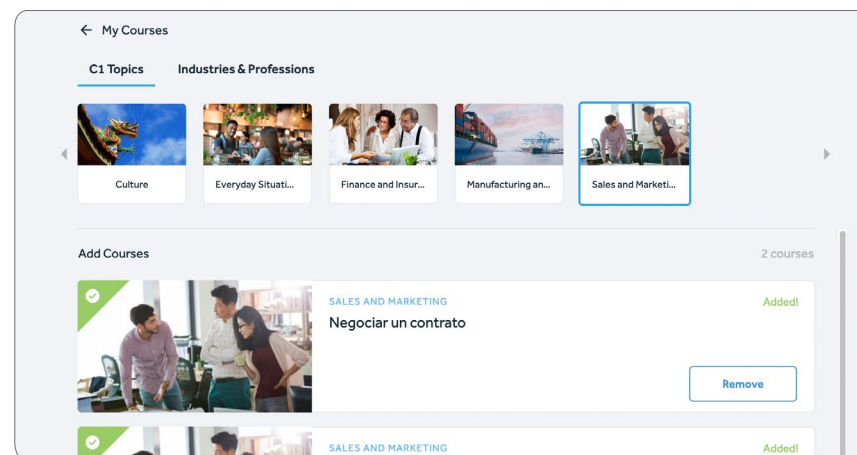 ← My Courses
C1 Topics Industries & Professions
Culture Everyday Situati... Finance and Insur... Manufacturing an... Sales and Marketi...
Add Courses 2 courses
SALES AND MARKETING Added!
Negociar un contrato
Remove
SALES AND MARKETING Added!